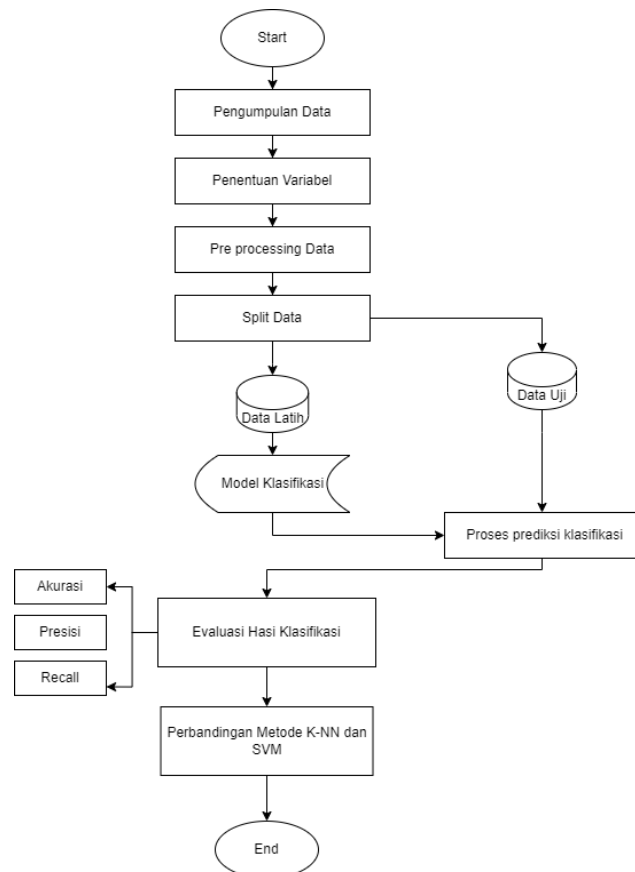 Start
Pengumpulan Data
Penentuan Variabel
Pre processing Data
Split Data
Data Latih
Data Uji
Model Klasifikasi
Proses prediksi klasifikasi
Akurasi
Presisi
Recall
Evaluasi Hasi Klasifikasi
Perbandingan Metode K-NN dan
SVM
End